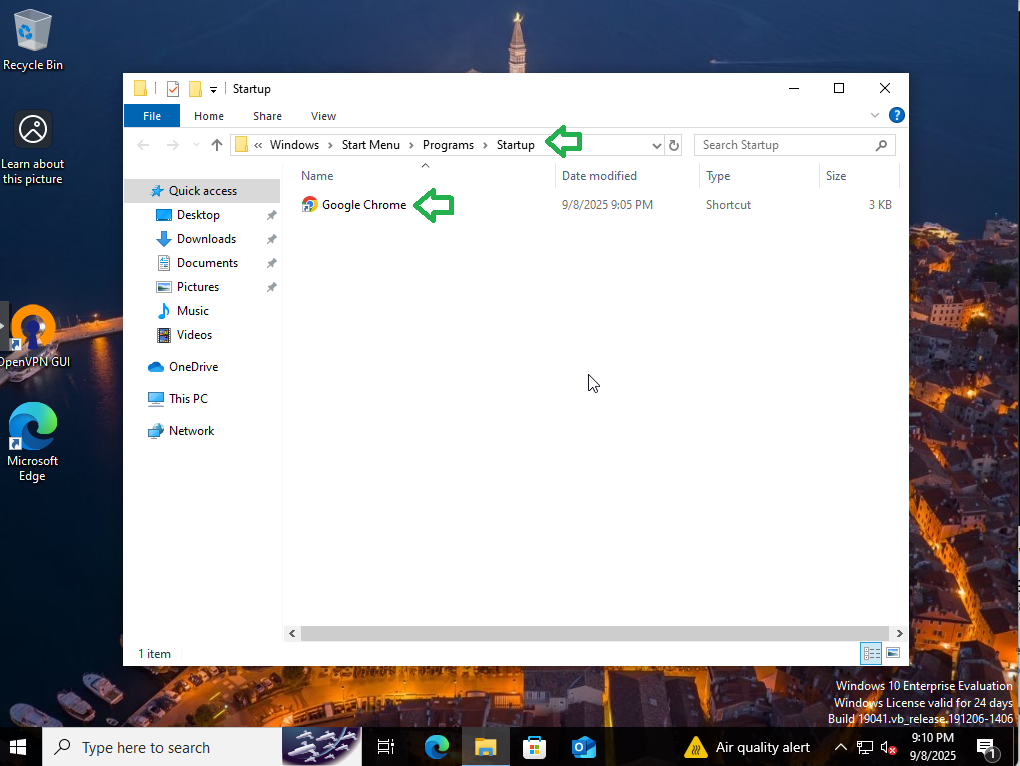 Recycle Bin
Learn about
this picture
OpenVPN GUI
Microsoft
Edge
Startup
File Home Share View
« Windows › Start Menu › Programs › Startup
Search Startup
Name Date modified Type Size
Google Chrome 9/8/2025 9:05 PM Shortcut 3 KB
Quick access
Desktop
Downloads
Documents
Pictures
Music
Videos
OneDrive
This PC
Network
1 item
Windows 10 Enterprise Evaluation
Windows License valid for 24 days
Build 19041.vb_release.191206-1406
Type here to search
Air quality alert
9:10 PM
9/8/2025
1